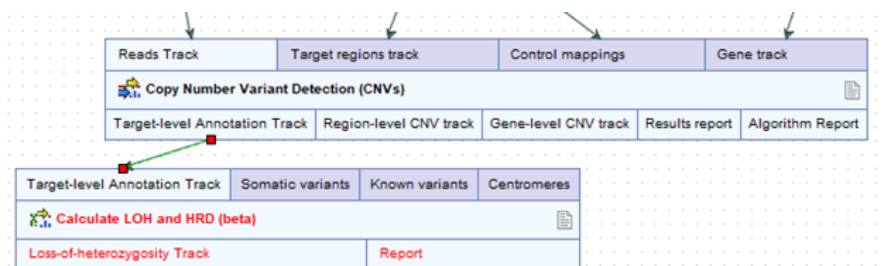 Reads Track Target regions track Control mappings Gene track
Copy Number Variant Detection (CNVs)
Target-level Annotation Track Region-level CNV track Gene-level CNV track Results report Algorithm Report
Target-level Annotation Track Somatic variants Known variants Centromeres
Calculate LOH and HRD (beta)
Loss-of-heterozygosity Track Report